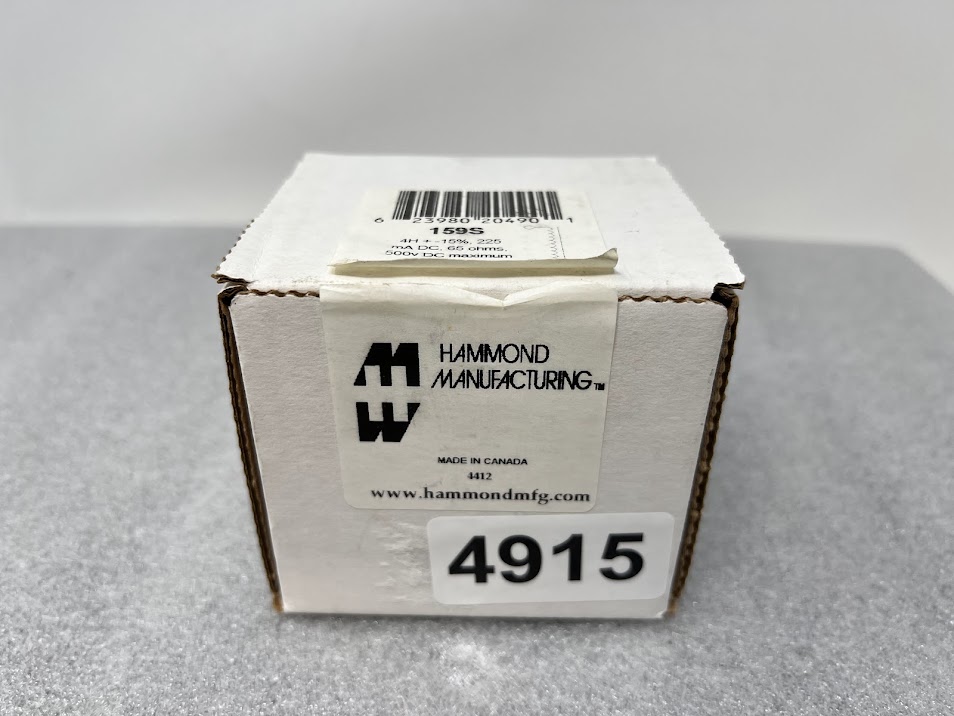 6 23980 20490 1
159S
4H + -15%, 225
mA DC, 65 ohms,
500v DC maximum
HAMMOND
MANUFACTURING™
MADE IN CANADA
4412
www.hammondmfg.com
4915